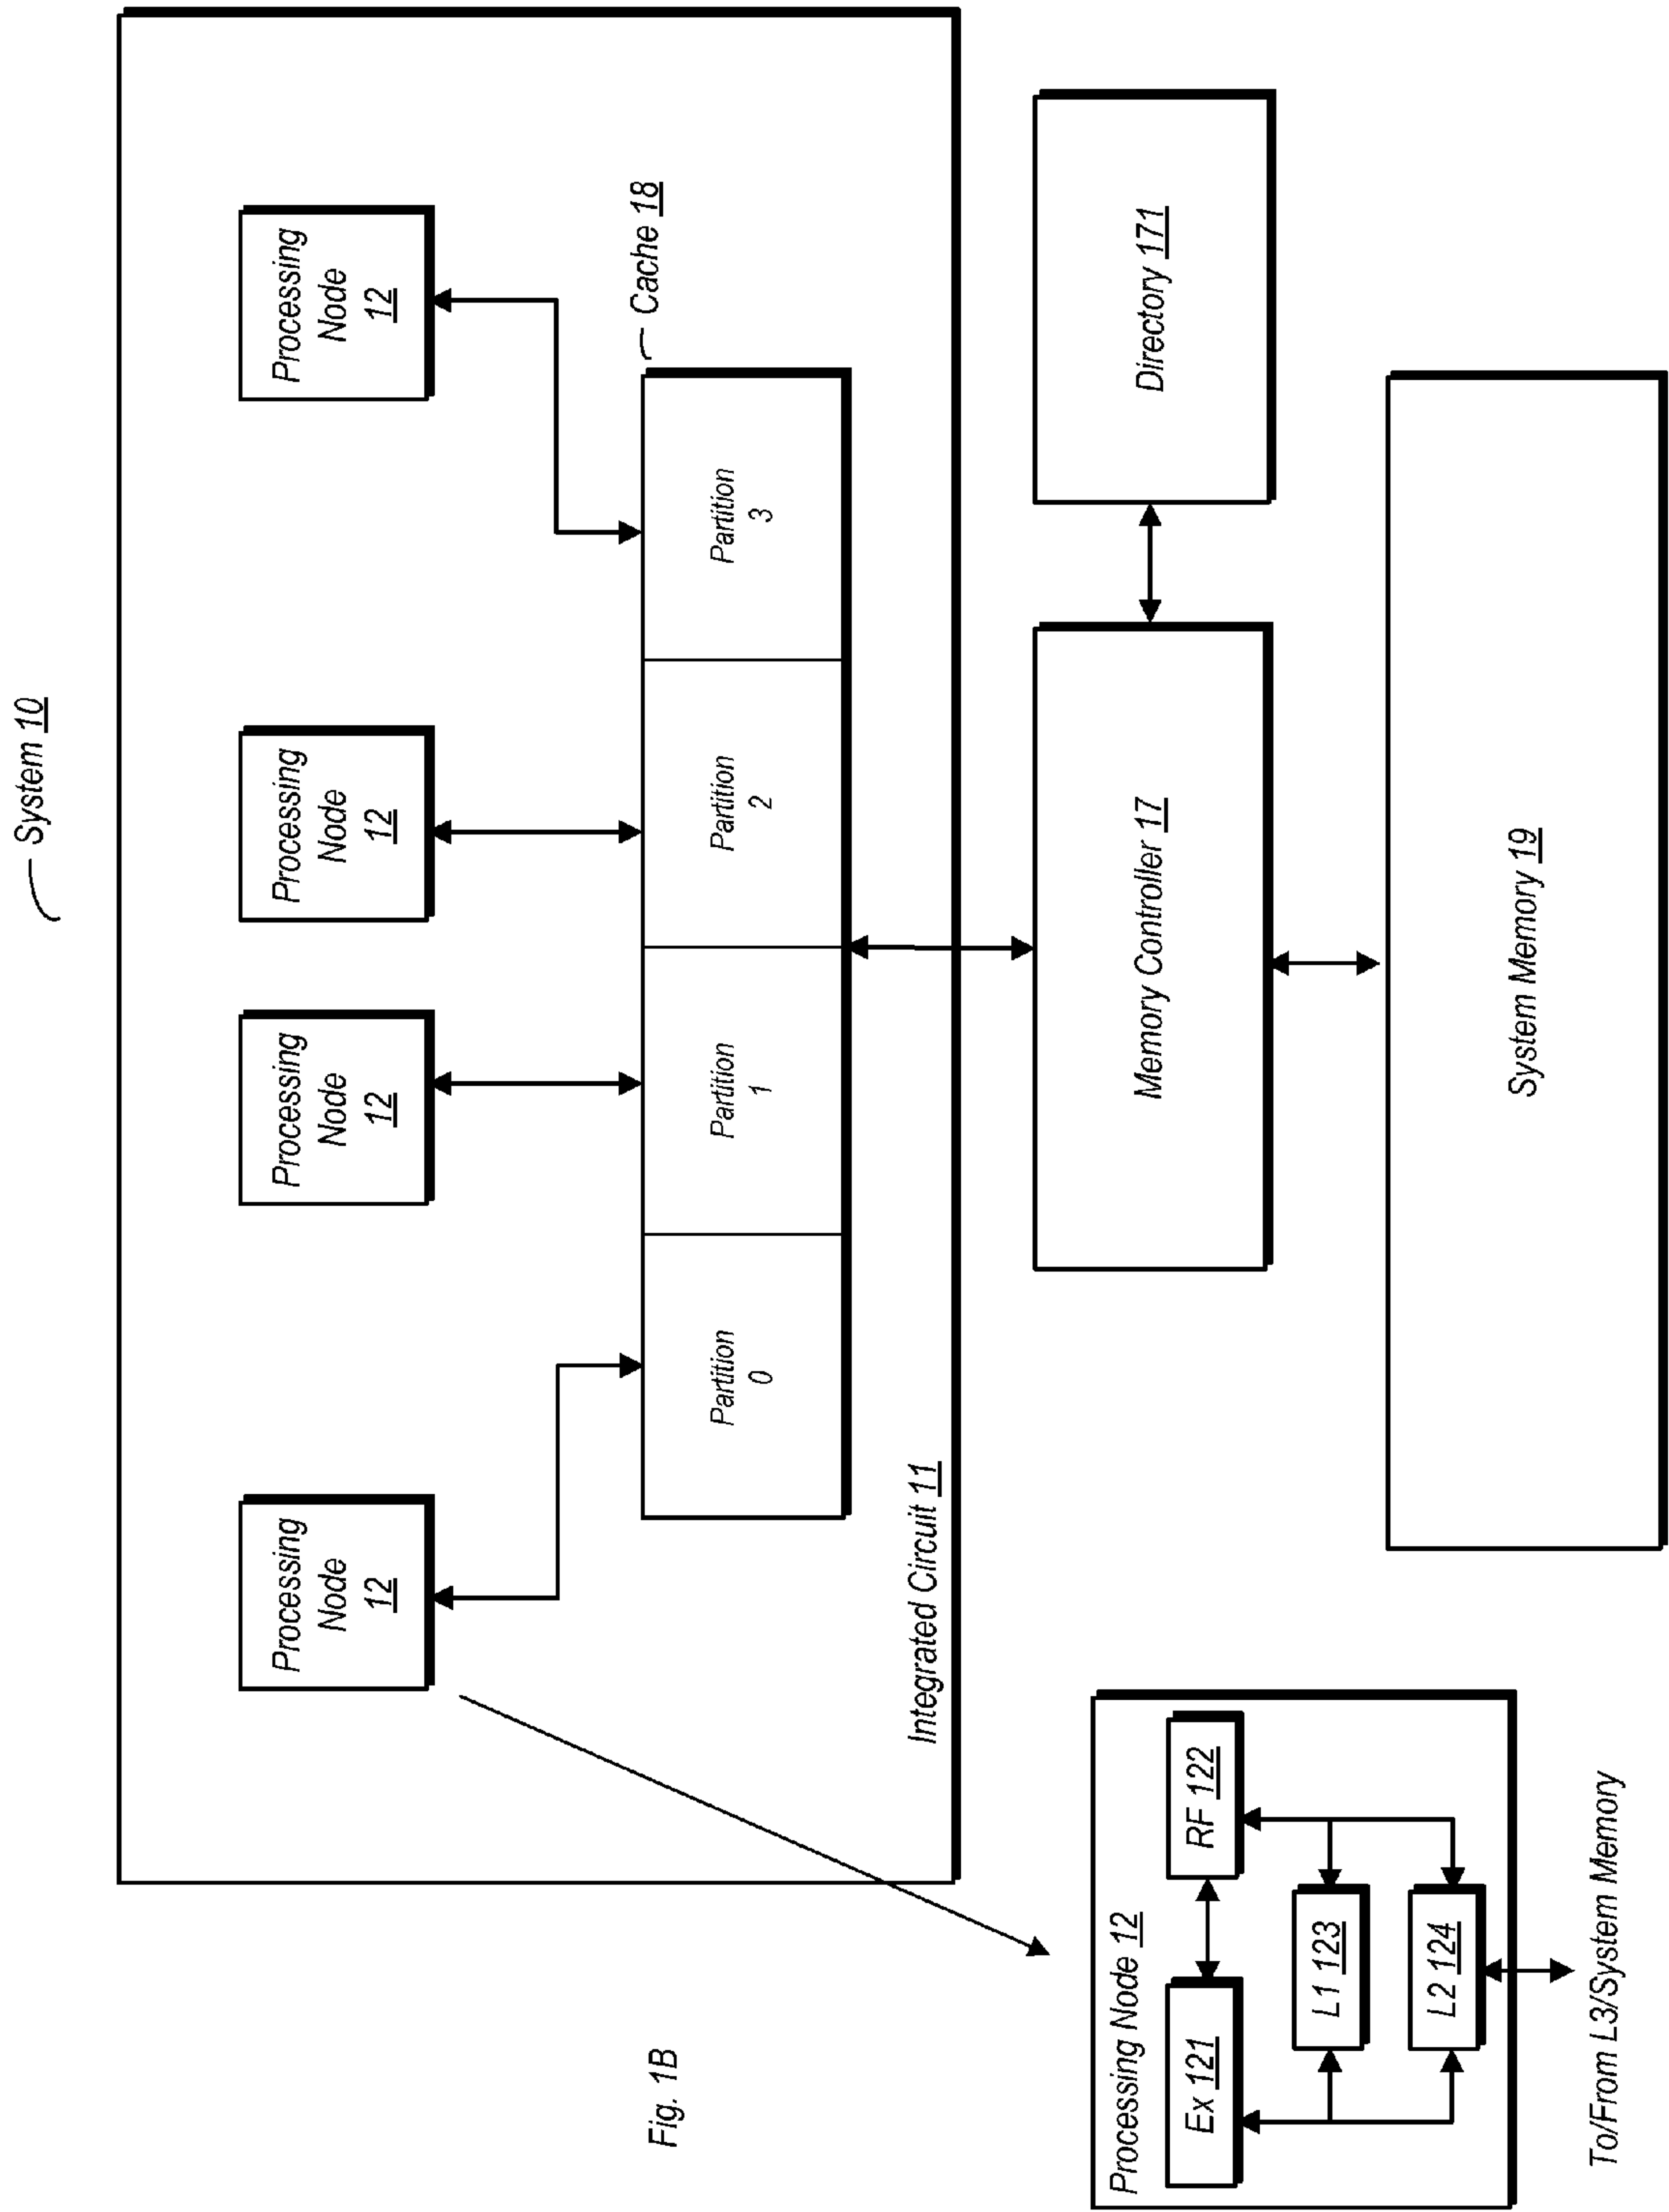 System 10
Processing
Node
12
Processing
Node
12
Processing
Node
12
Processing
Node
12
Cache 18
Partition
0
Partition
1
Partition
2
Partition
3
Integrated Circuit 11
Memory Controller 17
Directory 171
System Memory 19
Fig. 1B
Processing Node 12
Ex 121
RF 122
L1 123
L2 124
To/From L3/System Memory